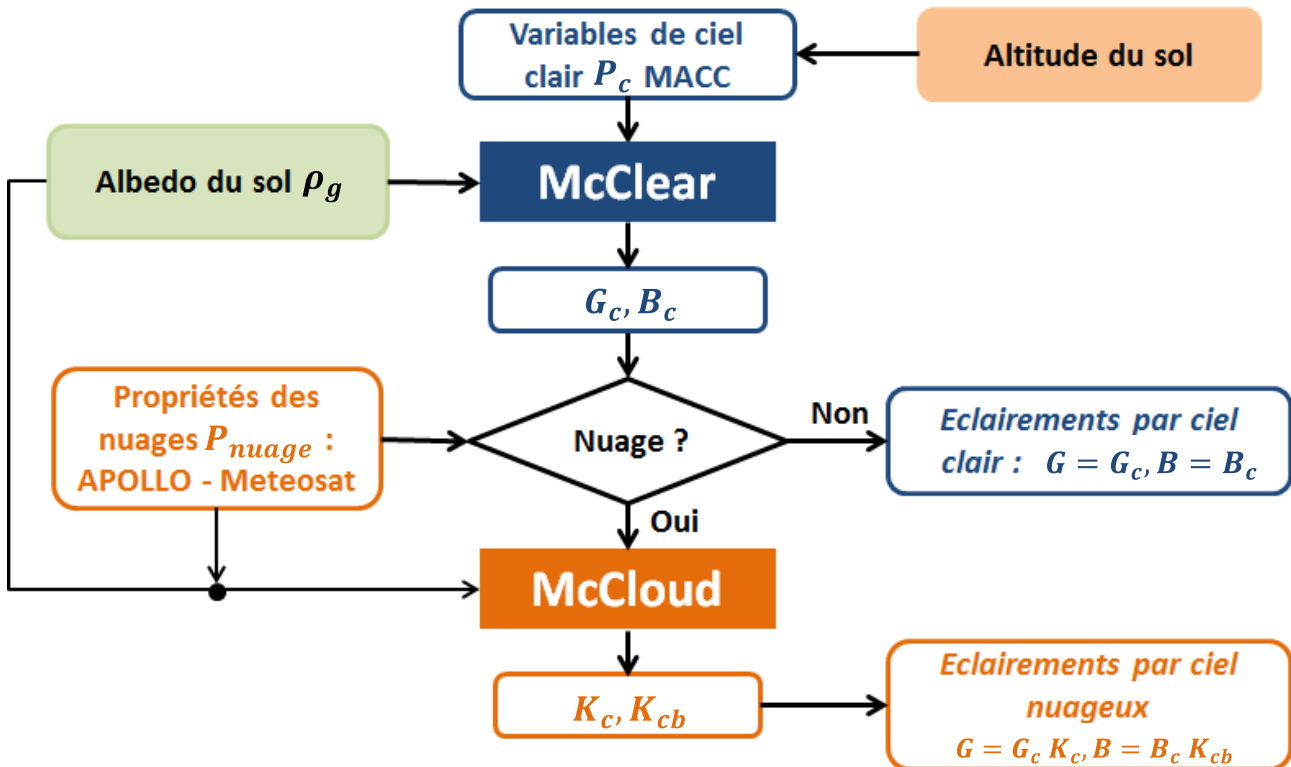 Variables de ciel
clair P_c MACC
Altitude du sol
Albedo du sol ρ_g
McClear
G_c, B_c
Propriétés des
nuages P_nuage :
APOLLO - Meteosat
Nuage ?
Non
Eclairements par ciel
clair : G = G_c, B = B_c
Oui
McCloud
K_c, K_cb
Eclairements par ciel
nuageux
G = G_c K_c, B = B_c K_cb